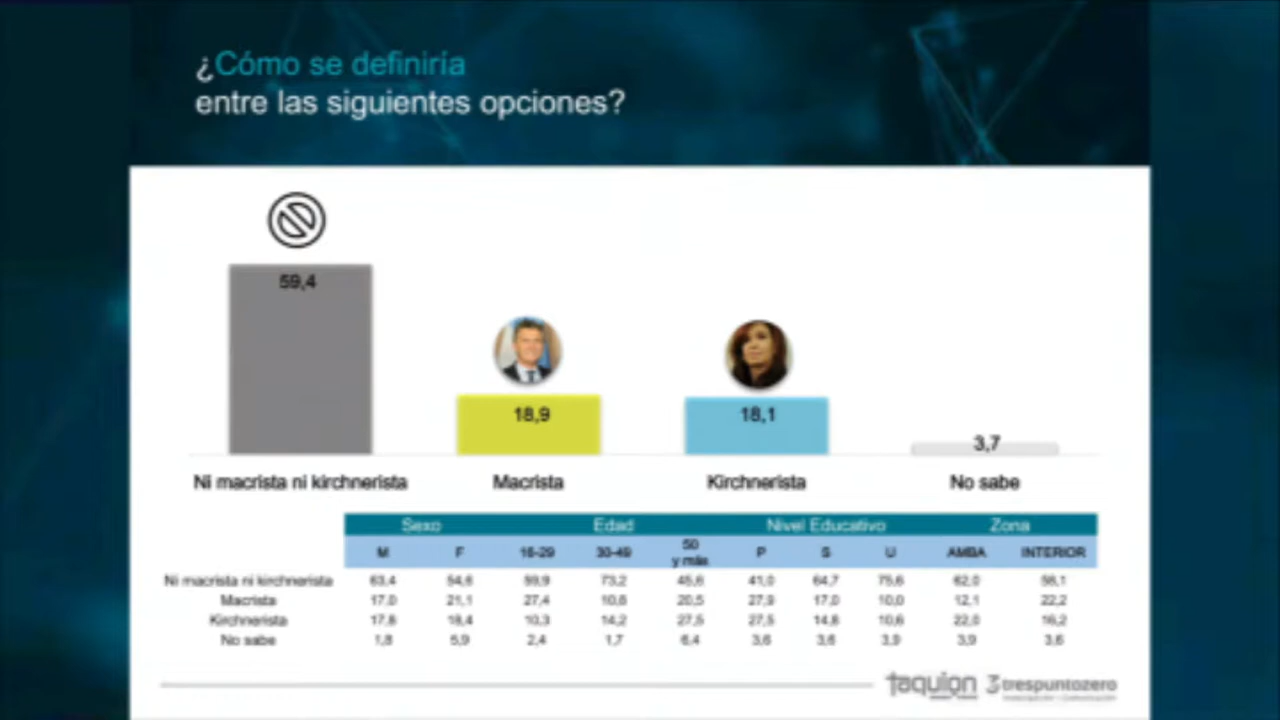 ¿Cómo se definiría
entre las siguientes opciones?
59,4
18,9
18,1
3,7
Ni macrista ni kirchnerista Macrista Kirchnerista No sabe
Sexo Edad Nivel Educativo Zona
M F 16-29 30-49 50 y más P S U AMBA INTERIOR
Ni macrista ni kirchnerista 63,4 54,6 59,9 73,2 45,6 41,0 64,7 75,6 62,0 58,1
Macrista 17,0 21,1 27,4 10,8 20,5 27,9 17,0 10,0 12,1 22,2
Kirchnerista 17,8 18,4 10,3 14,2 27,5 27,5 14,8 10,6 22,0 16,2
No sabe 1,8 5,9 2,4 1,7 6,4 3,6 3,6 3,9 3,9 3,6
taquion 3 trespuntozero